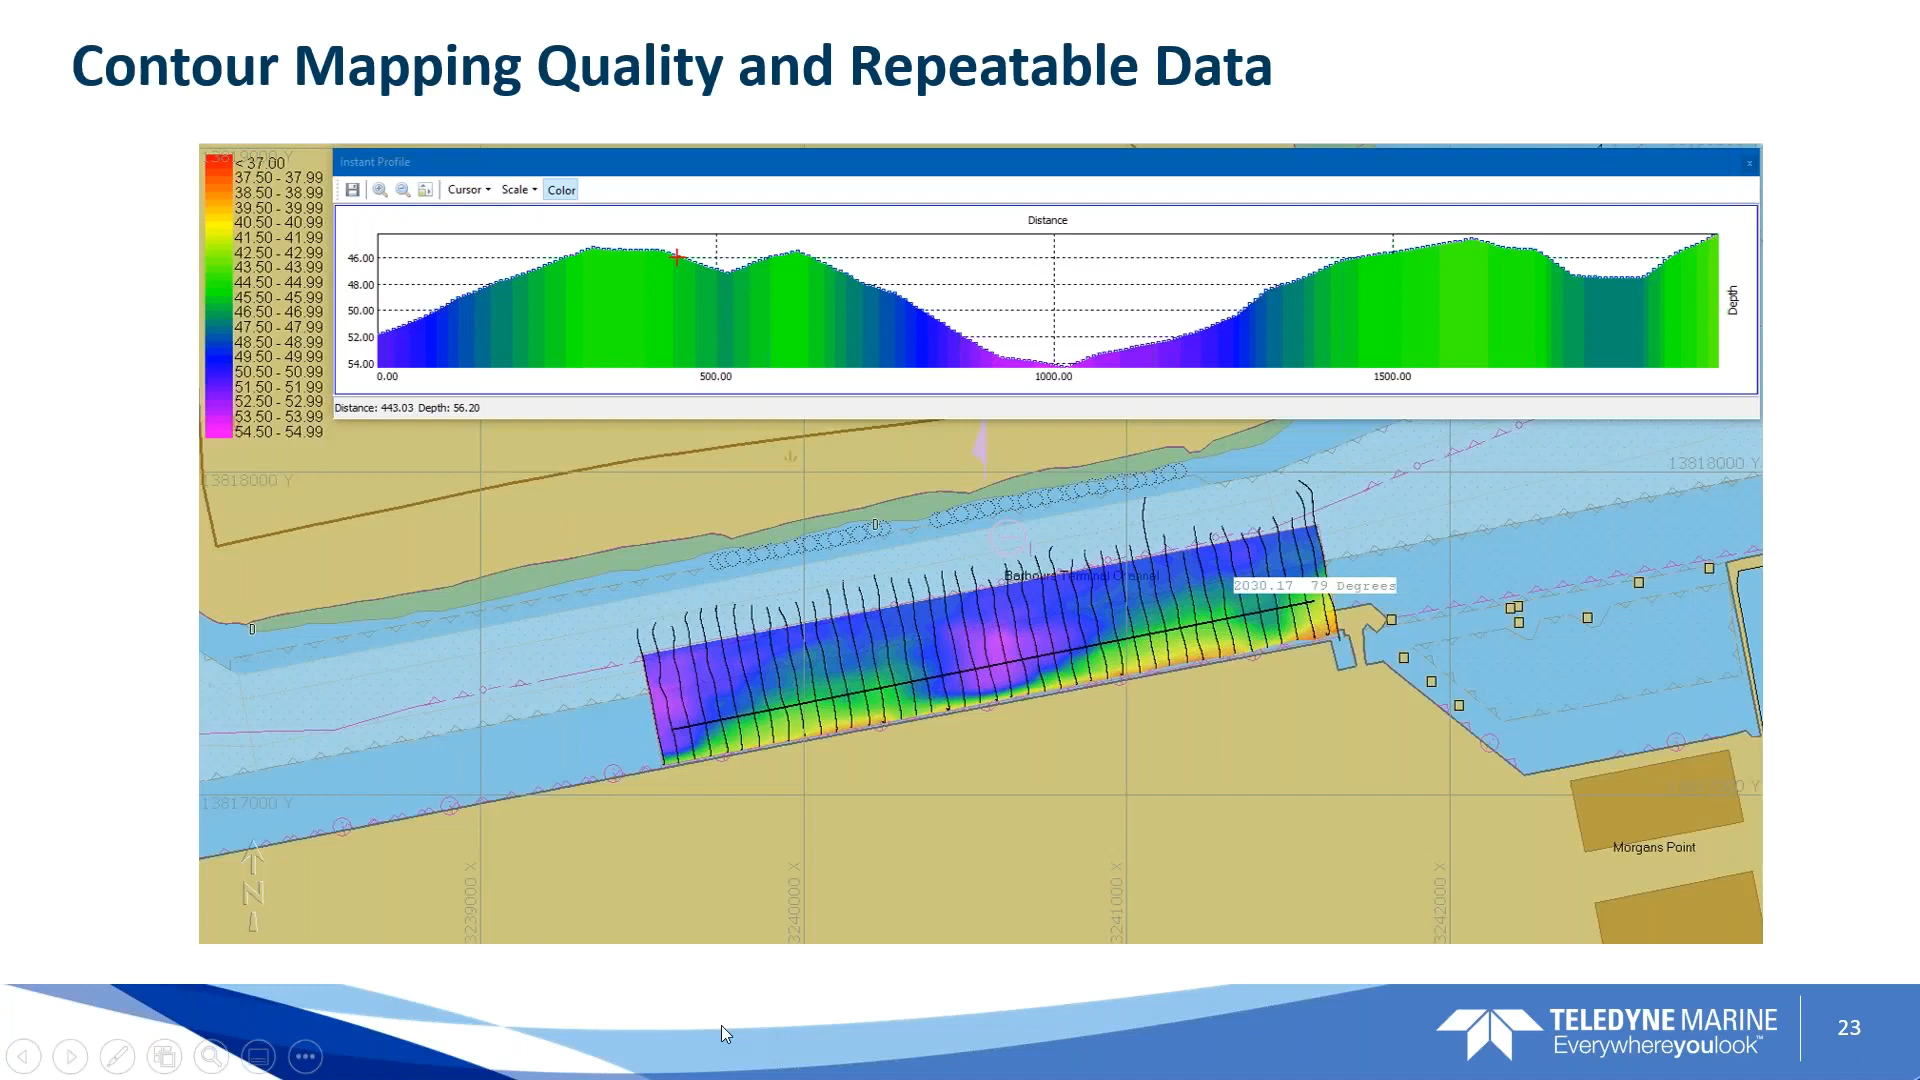 Contour Mapping Quality and Repeatable Data
< 37.00
37.50 - 37.99
38.50 - 38.99
39.50 - 39.99
40.50 - 40.99
41.50 - 41.99
42.50 - 42.99
43.50 - 43.99
44.50 - 44.99
45.50 - 45.99
46.50 - 46.99
47.50 - 47.99
48.50 - 48.99
49.50 - 49.99
50.50 - 50.99
51.50 - 51.99
52.50 - 52.99
53.50 - 53.99
54.50 - 54.99
Instant Profile
Cursor Scale Color
Distance
46.00
48.00
50.00
52.00
54.00
Depth
0.00 500.00 1000.00 1500.00
Distance: 443.03 Depth: 56.20
13818000 Y
13818000 Y
Barbours Terminal Channel
2030.17 79 Degrees
13817000 Y
Morgans Point
N
3239000 X
3240000 X
3241000 X
3242000 X
TELEDYNE MARINE
Everywhereyoulook™
23